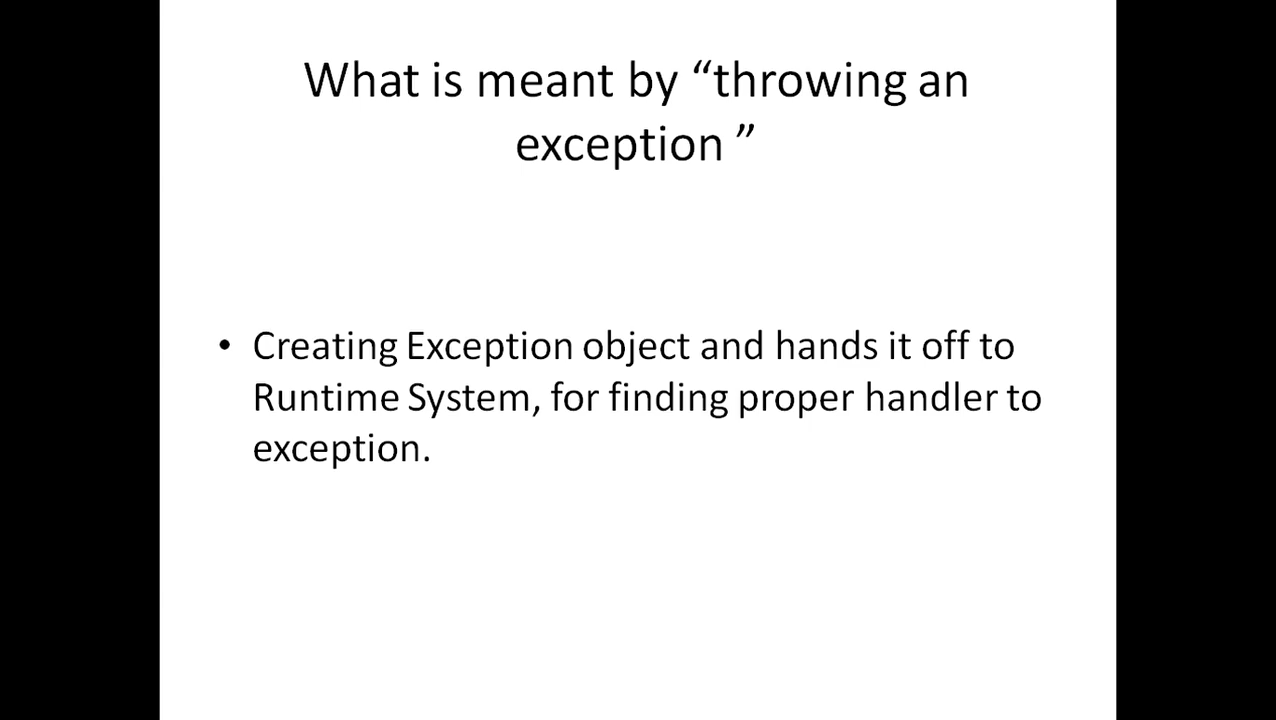 What is meant by “throwing an
exception ”
• Creating Exception object and hands it off to
Runtime System, for finding proper handler to
exception.